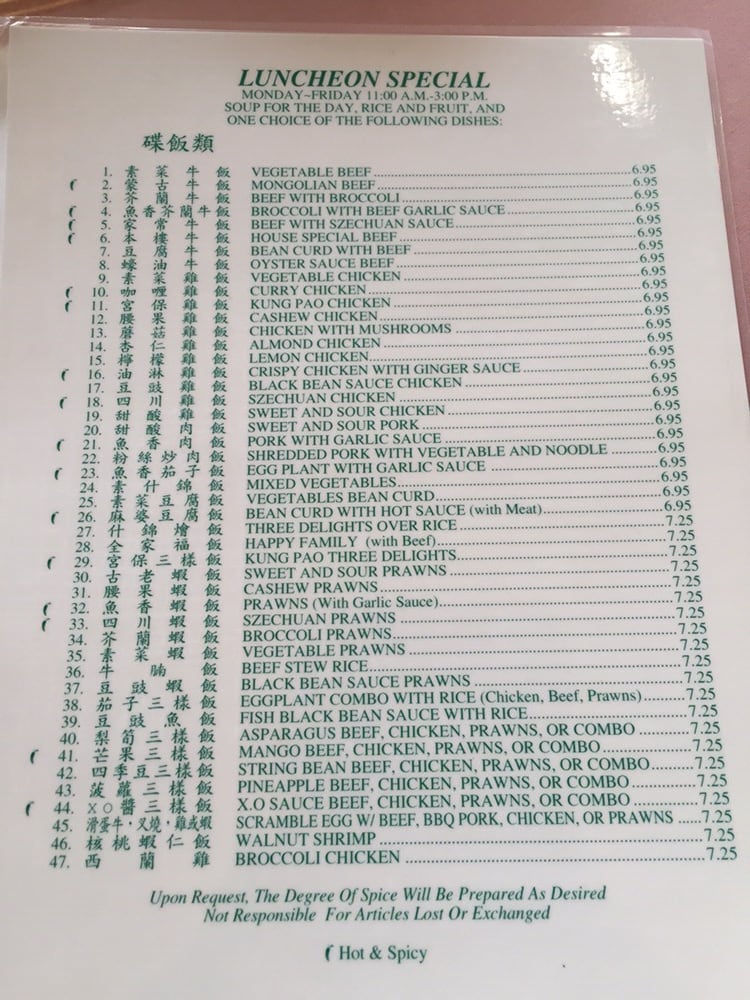 LUNCHEON SPECIAL
MONDAY~FRIDAY 11:00 A.M.-3:00 P.M.
SOUP FOR THE DAY, RICE AND FRUIT, AND
ONE CHOICE OF THE FOLLOWING DISHES:
碟飯類
1. 素菜牛飯 VEGETABLE BEEF 6.95
2. 蒙古牛飯 MONGOLIAN BEEF 6.95
3. 芥蘭牛飯 BEEF WITH BROCCOLI 6.95
4. 魚香芥蘭牛飯 BROCCOLI WITH BEEF GARLIC SAUCE 6.95
5. 家常牛飯 BEEF WITH SZECHUAN SAUCE 6.95
6. 本樓牛飯 HOUSE SPECIAL BEEF 6.95
7. 豆腐牛飯 BEAN CURD WITH BEEF 6.95
8. 蠔油牛飯 OYSTER SAUCE BEEF 6.95
9. 素菜雞飯 VEGETABLE CHICKEN 6.95
10. 咖喱雞飯 CURRY CHICKEN 6.95
11. 宮保雞飯 KUNG PAO CHICKEN 6.95
12. 腰果雞飯 CASHEW CHICKEN 6.95
13. 蘑菇雞飯 CHICKEN WITH MUSHROOMS 6.95
14. 杏仁雞飯 ALMOND CHICKEN 6.95
15. 檸檬雞飯 LEMON CHICKEN 6.95
16. 油淋雞飯 CRISPY CHICKEN WITH GINGER SAUCE 6.95
17. 豆豉雞飯 BLACK BEAN SAUCE CHICKEN 6.95
18. 四川雞飯 SZECHUAN CHICKEN 6.95
19. 甜酸雞飯 SWEET AND SOUR CHICKEN 6.95
20. 甜酸肉飯 SWEET AND SOUR PORK 6.95
21. 魚香肉飯 PORK WITH GARLIC SAUCE 6.95
22. 粉絲炒肉飯 SHREDDED PORK WITH VEGETABLE AND NOODLE 6.95
23. 魚香茄子飯 EGG PLANT WITH GARLIC SAUCE 6.95
24. 素什錦飯 MIXED VEGETABLES 6.95
25. 素菜豆腐飯 VEGETABLES BEAN CURD 6.95
26. 麻婆豆腐飯 BEAN CURD WITH HOT SAUCE (with Meat) 6.95
27. 什錦燴飯 THREE DELIGHTS OVER RICE 7.25
28. 全家福飯 HAPPY FAMILY (with Beef) 7.25
29. 宮保三樣飯 KUNG PAO THREE DELIGHTS 7.25
30. 古老蝦飯 SWEET AND SOUR PRAWNS 7.25
31. 腰果蝦飯 CASHEW PRAWNS 7.25
32. 魚香蝦飯 PRAWNS (With Garlic Sauce) 7.25
33. 四川蝦飯 SZECHUAN PRAWNS 7.25
34. 芥蘭蝦飯 BROCCOLI PRAWNS 7.25
35. 素菜蝦飯 VEGETABLE PRAWNS 7.25
36. 牛腩飯 BEEF STEW RICE 7.25
37. 豆豉蝦飯 BLACK BEAN SAUCE PRAWNS 7.25
38. 茄子三樣飯 EGGPLANT COMBO WITH RICE (Chicken, Beef, Prawns) 7.25
39. 豆豉魚飯 FISH BLACK BEAN SAUCE WITH RICE 7.25
40. 梨筍三樣飯 ASPARAGUS BEEF, CHICKEN, PRAWNS, OR COMBO 7.25
41. 芒果三樣飯 MANGO BEEF, CHICKEN, PRAWNS, OR COMBO 7.25
42. 四季豆三樣飯 STRING BEAN BEEF, CHICKEN, PRAWNS, OR COMBO 7.25
43. 菠蘿三樣飯 PINEAPPLE BEEF, CHICKEN, PRAWNS, OR COMBO 7.25
44. XO醬三樣飯 X.O SAUCE BEEF, CHICKEN, PRAWNS, OR COMBO 7.25
45. 滑蛋牛，叉燒，雞或蝦 SCRAMBLE EGG W/ BEEF, BBQ PORK, CHICKEN, OR PRAWNS 7.25
46. 核桃蝦仁飯 WALNUT SHRIMP 7.25
47. 西蘭雞 BROCCOLI CHICKEN 7.25
Upon Request, The Degree Of Spice Will Be Prepared As Desired
Not Responsible For Articles Lost Or Exchanged
Hot & Spicy